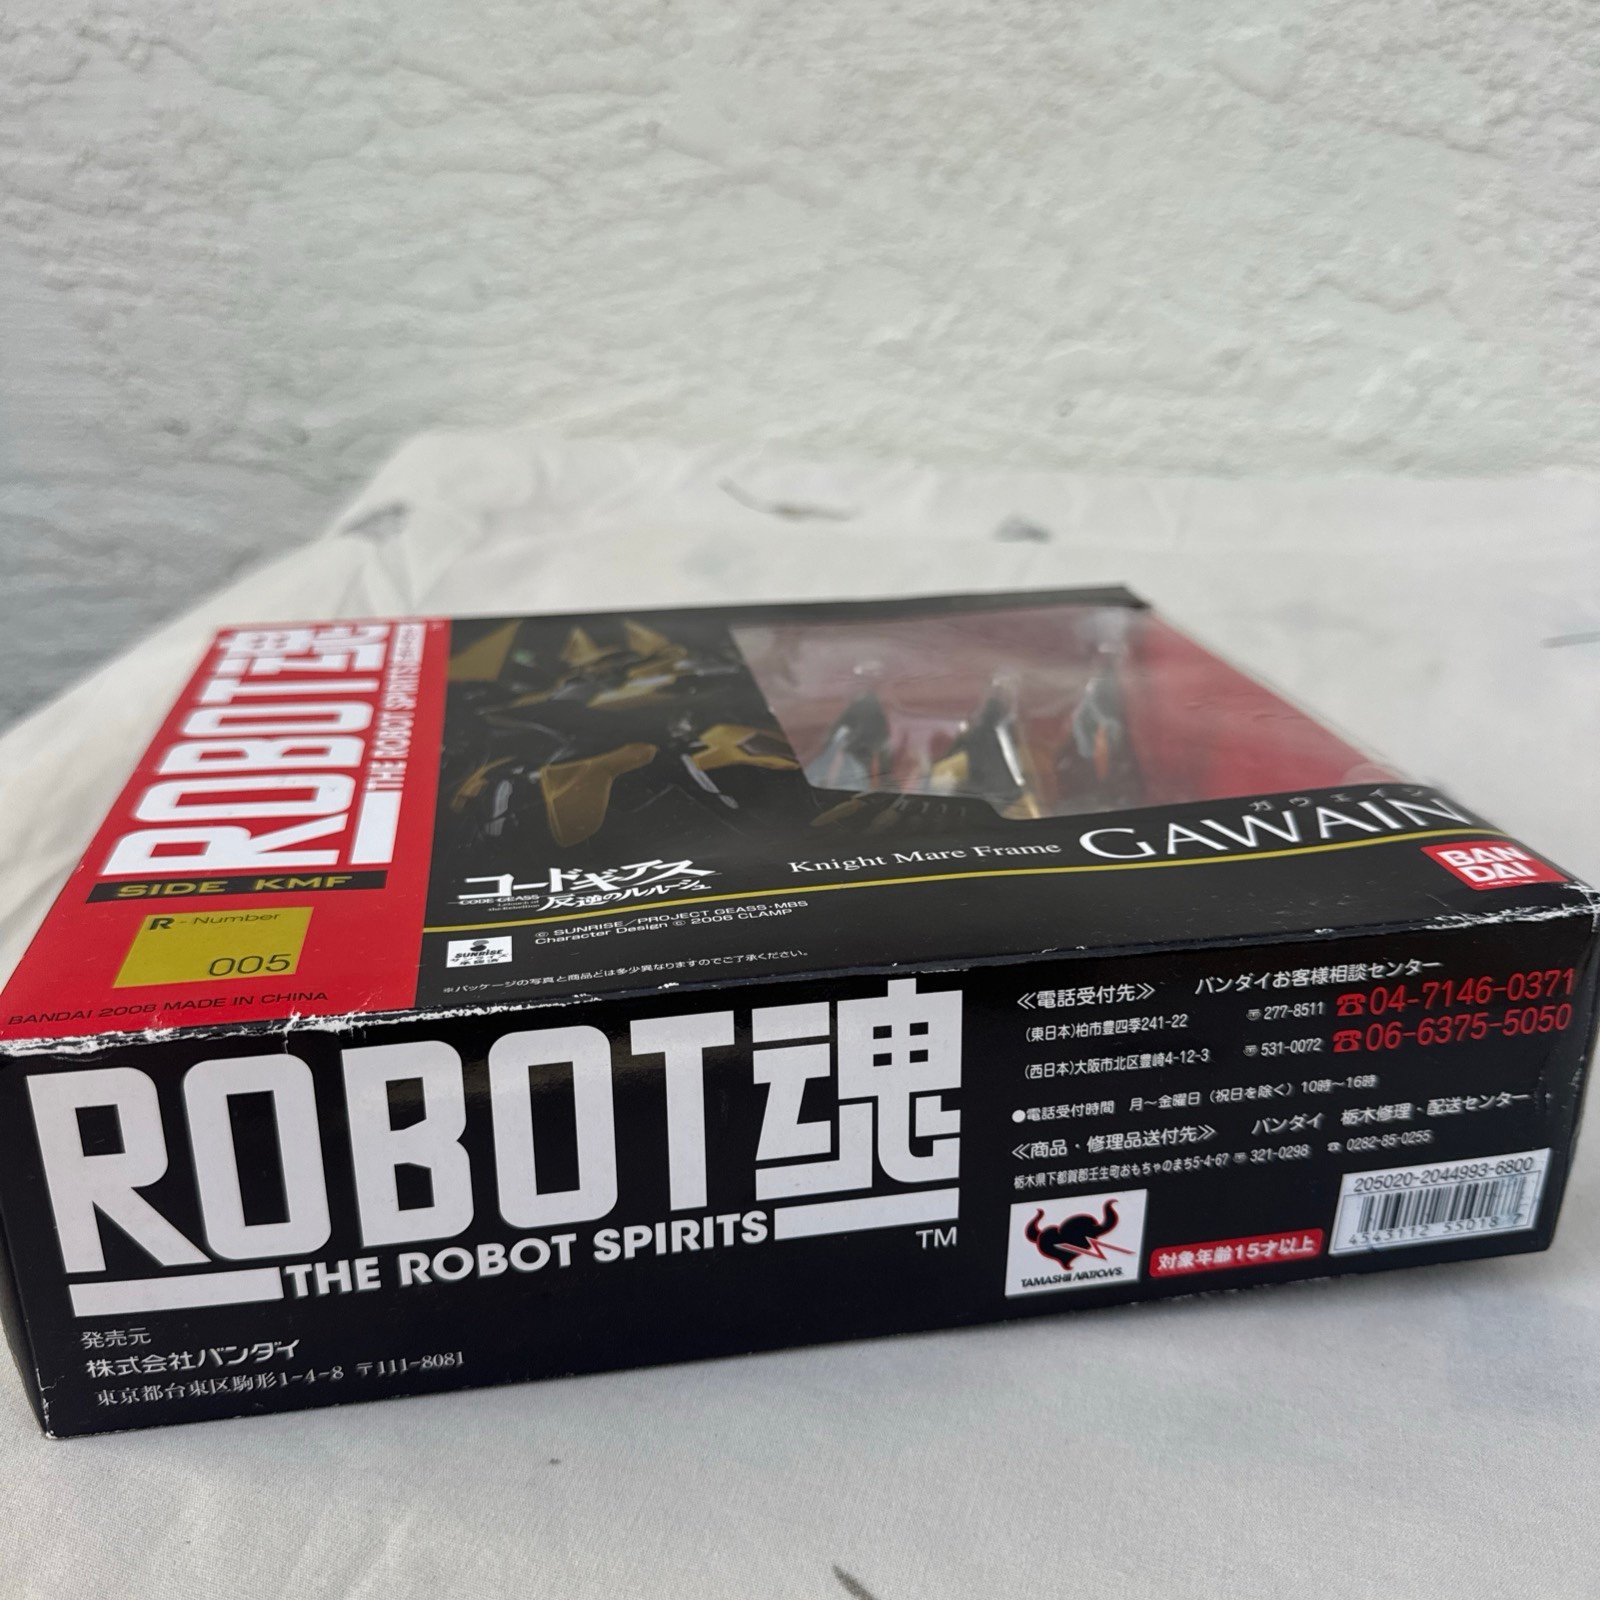 ROBOT魂
THE ROBOT SPIRITS
SIDE KMF
R-Number
005
BANDAI 2008 MADE IN CHINA
コードギアス
CODE GEASS
反逆のルルーシュ
Lelouch of
the Rebellion
© SUNRISE/PROJECT GEASS・MBS
Character Design © 2006 CLAMP
SUNRISE
※パッケージの写真と商品とは多少異なりますのでご了承ください。
ガウェイン
Knight Mare Frame GAWAIN
BAN
DAI
ROBOT魂
THE ROBOT SPIRITS
TM
発売元
株式会社バンダイ
東京都台東区駒形1-4-8 〒111-8081
≪電話受付先≫ バンダイお客様相談センター
(東日本)柏市豊四季241-22 〒277-8511 ☎04-7146-0371
(西日本)大阪市北区豊崎4-12-3 〒531-0072 ☎06-6375-5050
●電話受付時間 月～金曜日(祝日を除く)10時～16時
≪商品・修理品送付先≫ バンダイ 栃木修理・配送センター
栃木県下都賀郡壬生町おもちゃのまち5-4-67 〒321-0298 ☎ 0282-85-0255
TAMASHII NATIONS
対象年齢15才以上
205020-2044993-6800
4543112 55018 7